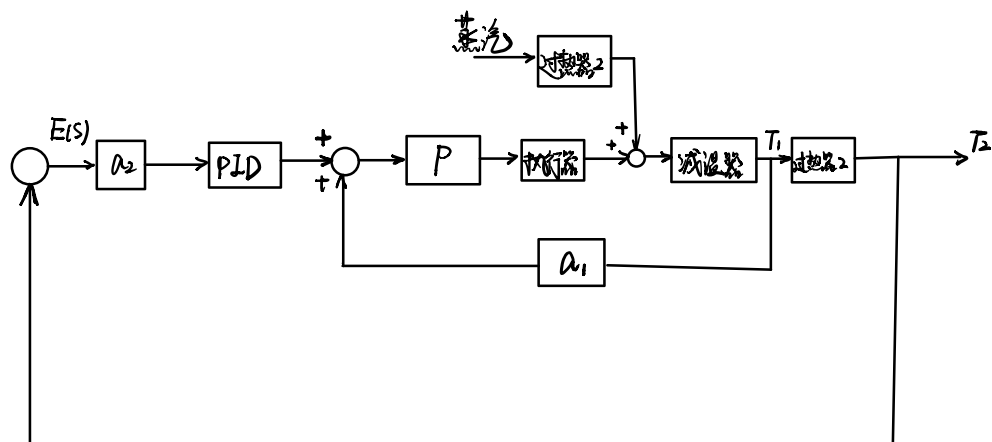 蒸汽
过热器2
+
+
E(S)
a2
PID
+
+
P
执行器
减温器
T1
过热器2
T2
a1